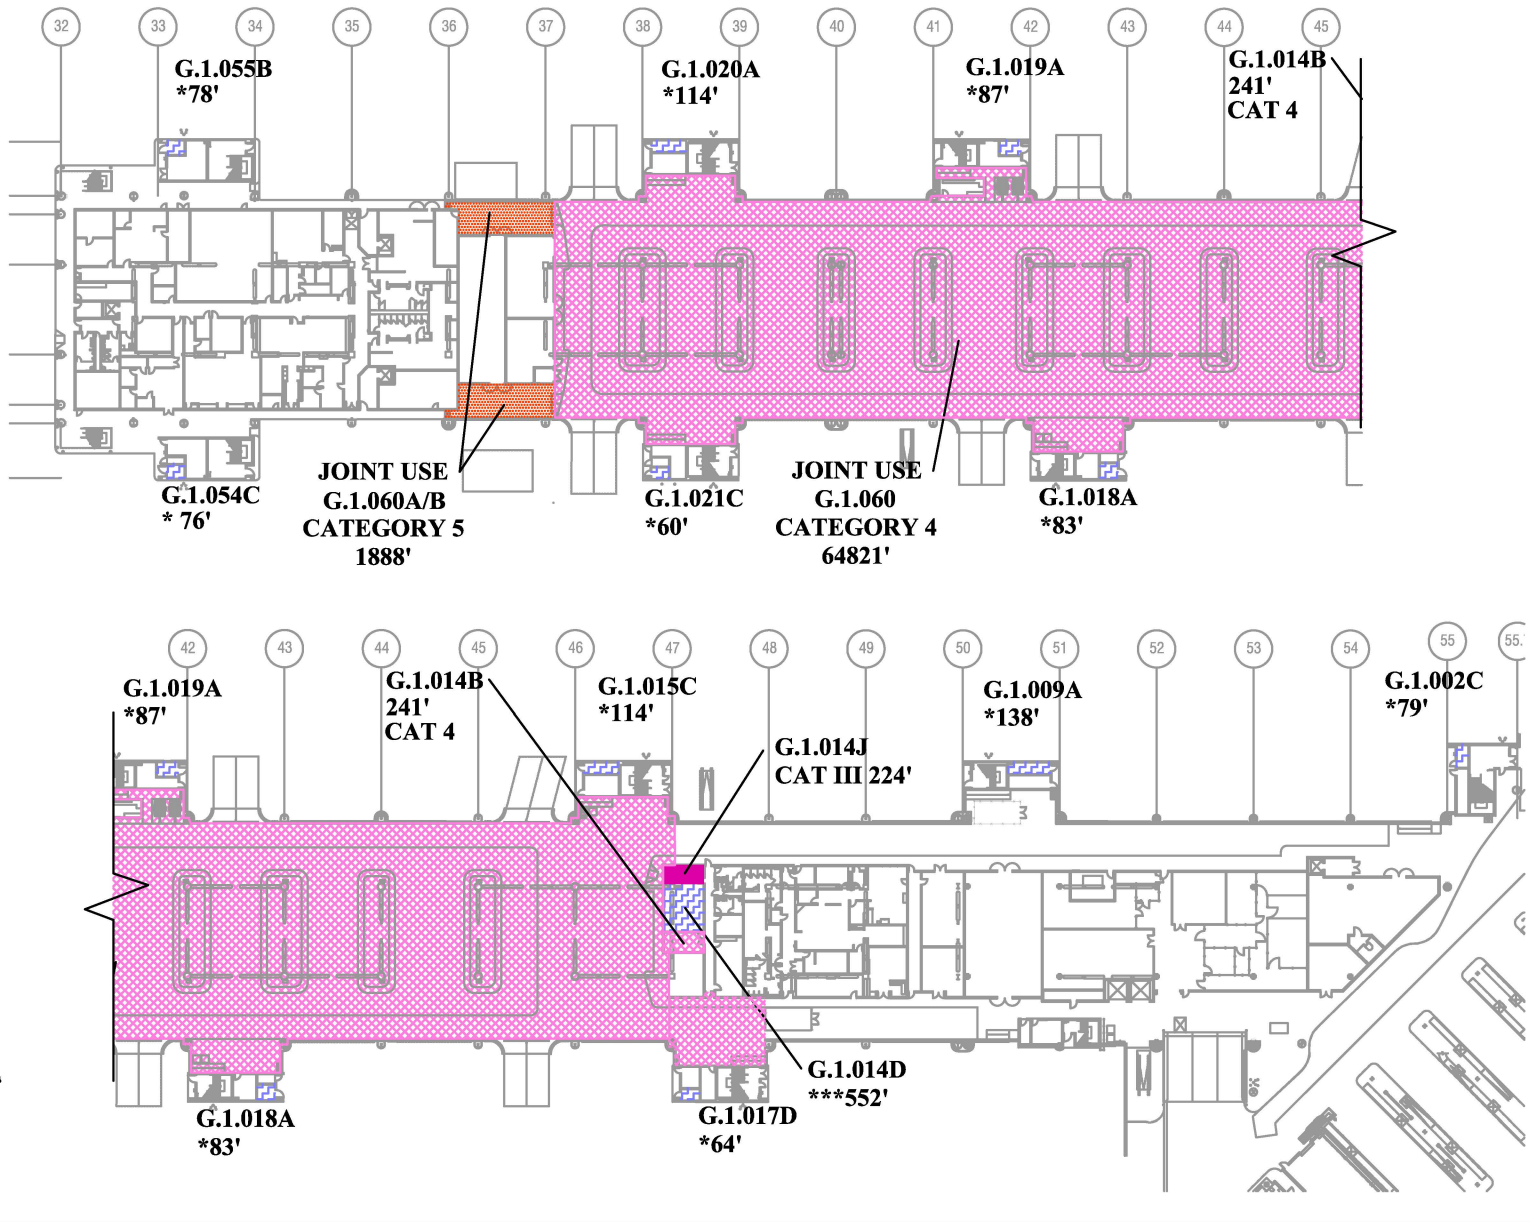 32 33 34 35 36 37 38 39 40 41 42 43 44 45
G.1.055B
*78'
G.1.020A
*114'
G.1.019A
*87'
G.1.014B
241'
CAT 4
G.1.054C
* 76'
JOINT USE
G.1.060A/B
CATEGORY 5
1888'
G.1.021C
*60'
JOINT USE
G.1.060
CATEGORY 4
64821'
G.1.018A
*83'
42 43 44 45 46 47 48 49 50 51 52 53 54 55 55.
G.1.019A
*87'
G.1.014B
241'
CAT 4
G.1.015C
*114'
G.1.014J
CAT III 224'
G.1.009A
*138'
G.1.002C
*79'
G.1.018A
*83'
G.1.017D
*64'
G.1.014D
***552'